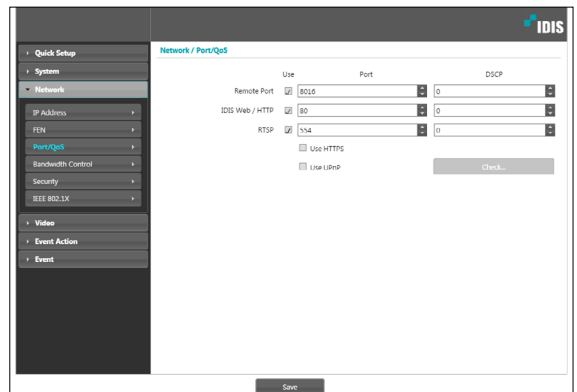 IDIS
Quick Setup
System
Network
IP Address
FEN
Port/QoS
Bandwidth Control
Security
IEEE 802.1X
Video
Event Action
Event
Network / Port/QoS
Use Port DSCP
Remote Port 8016 0
IDIS Web / HTTP 80 0
RTSP 554 0
Use HTTPS
Use UPnP Check...
Save